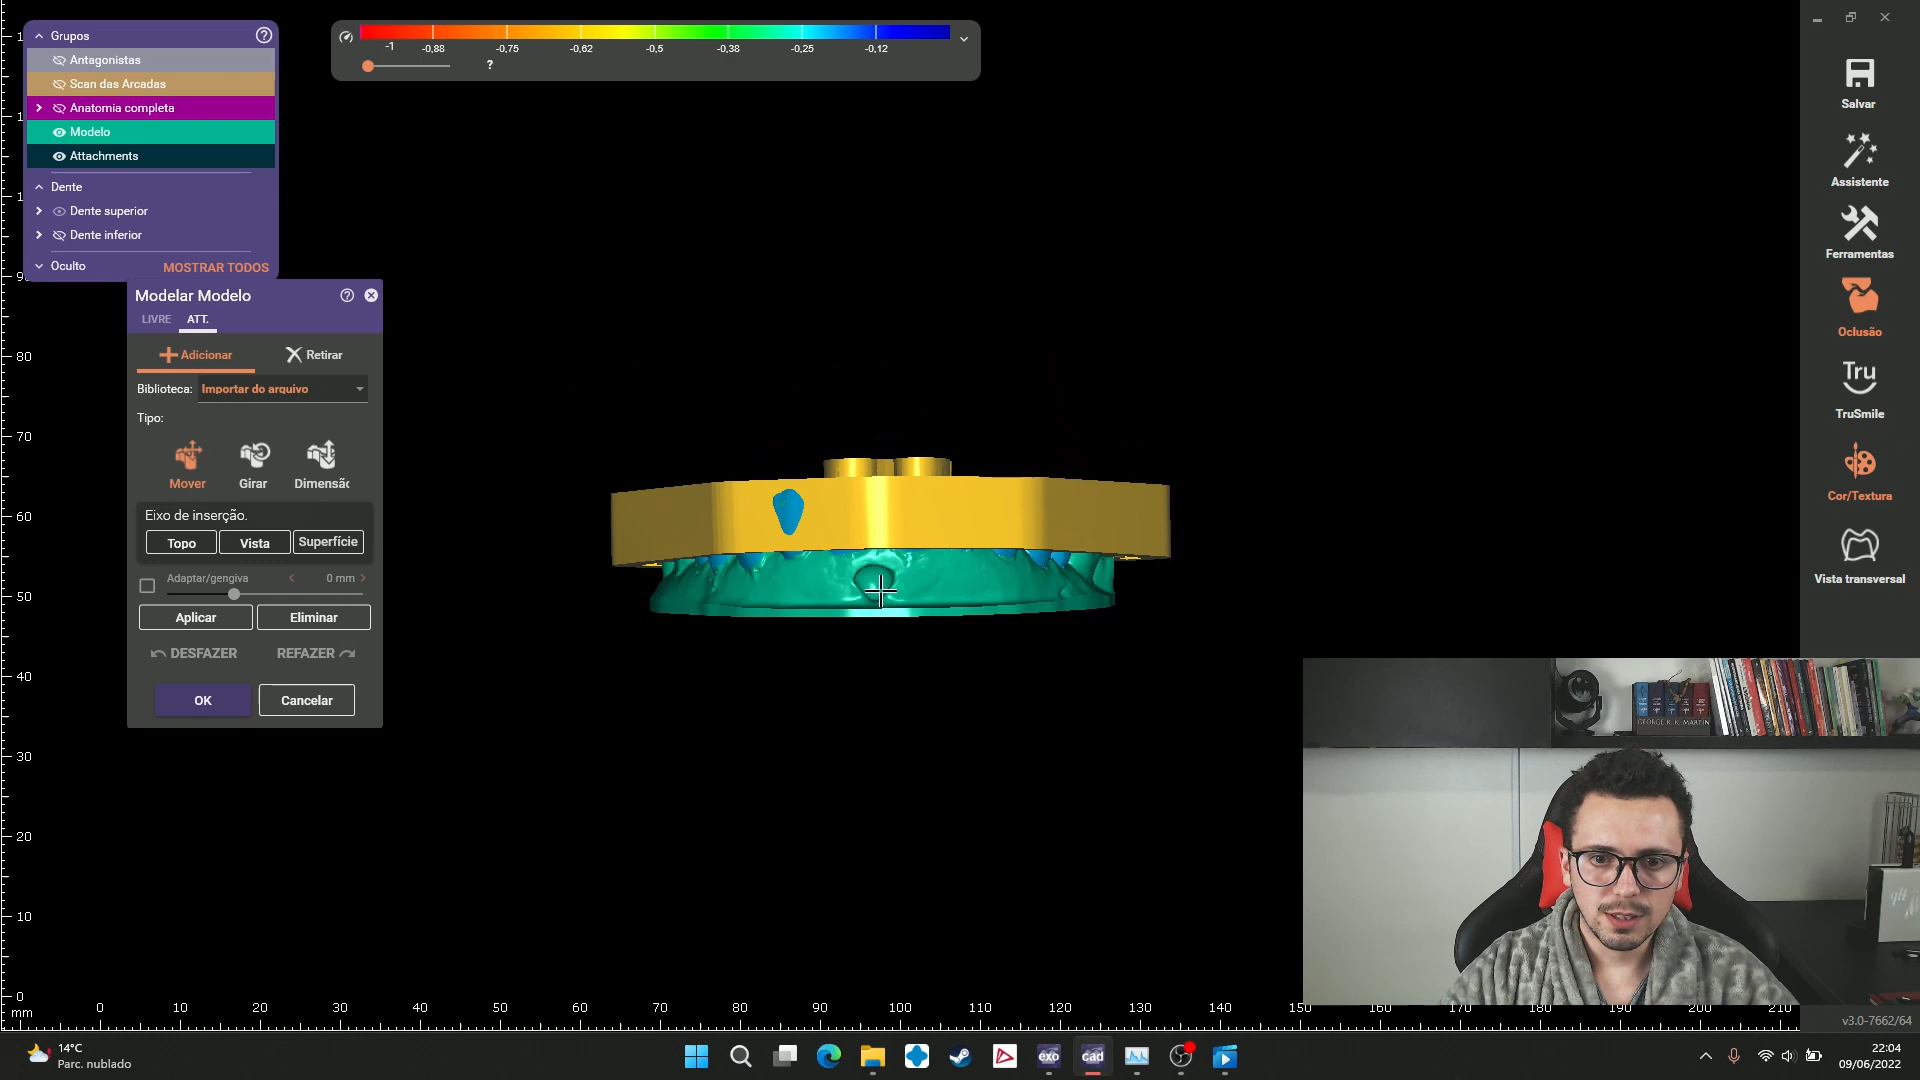 Grupos
Antagonistas
Scan das Arcadas
Anatomia completa
Modelo
Attachments
Dente
Dente superior
Dente inferior
Oculto MOSTRAR TODOS
Modelar Modelo
LIVRE ATT.
Adicionar Retirar
Biblioteca: Importar do arquivo
Tipo:
Mover Girar Dimensão
Eixo de inserção.
Topo Vista Superfície
Adaptar/gengiva 0 mm
Aplicar Eliminar
DESFAZER REFAZER
OK Cancelar
-1 -0,88 -0,75 -0,62 -0,5 -0,38 -0,25 -0,12
?
Salvar
Assistente
Ferramentas
Oclusão
Tru
TruSmile
Cor/Textura
Vista transversal
80
70
60
50
40
30
20
10
0
mm 0 10 20 30 40 50 60 70 80 90 100 110 120 130 140 150 160 170 180 190 200 210
GEORGE R. R. MARTIN
v3.0-7662/64
14°C
Parc. nublado
exo cad
22:04
09/06/2022